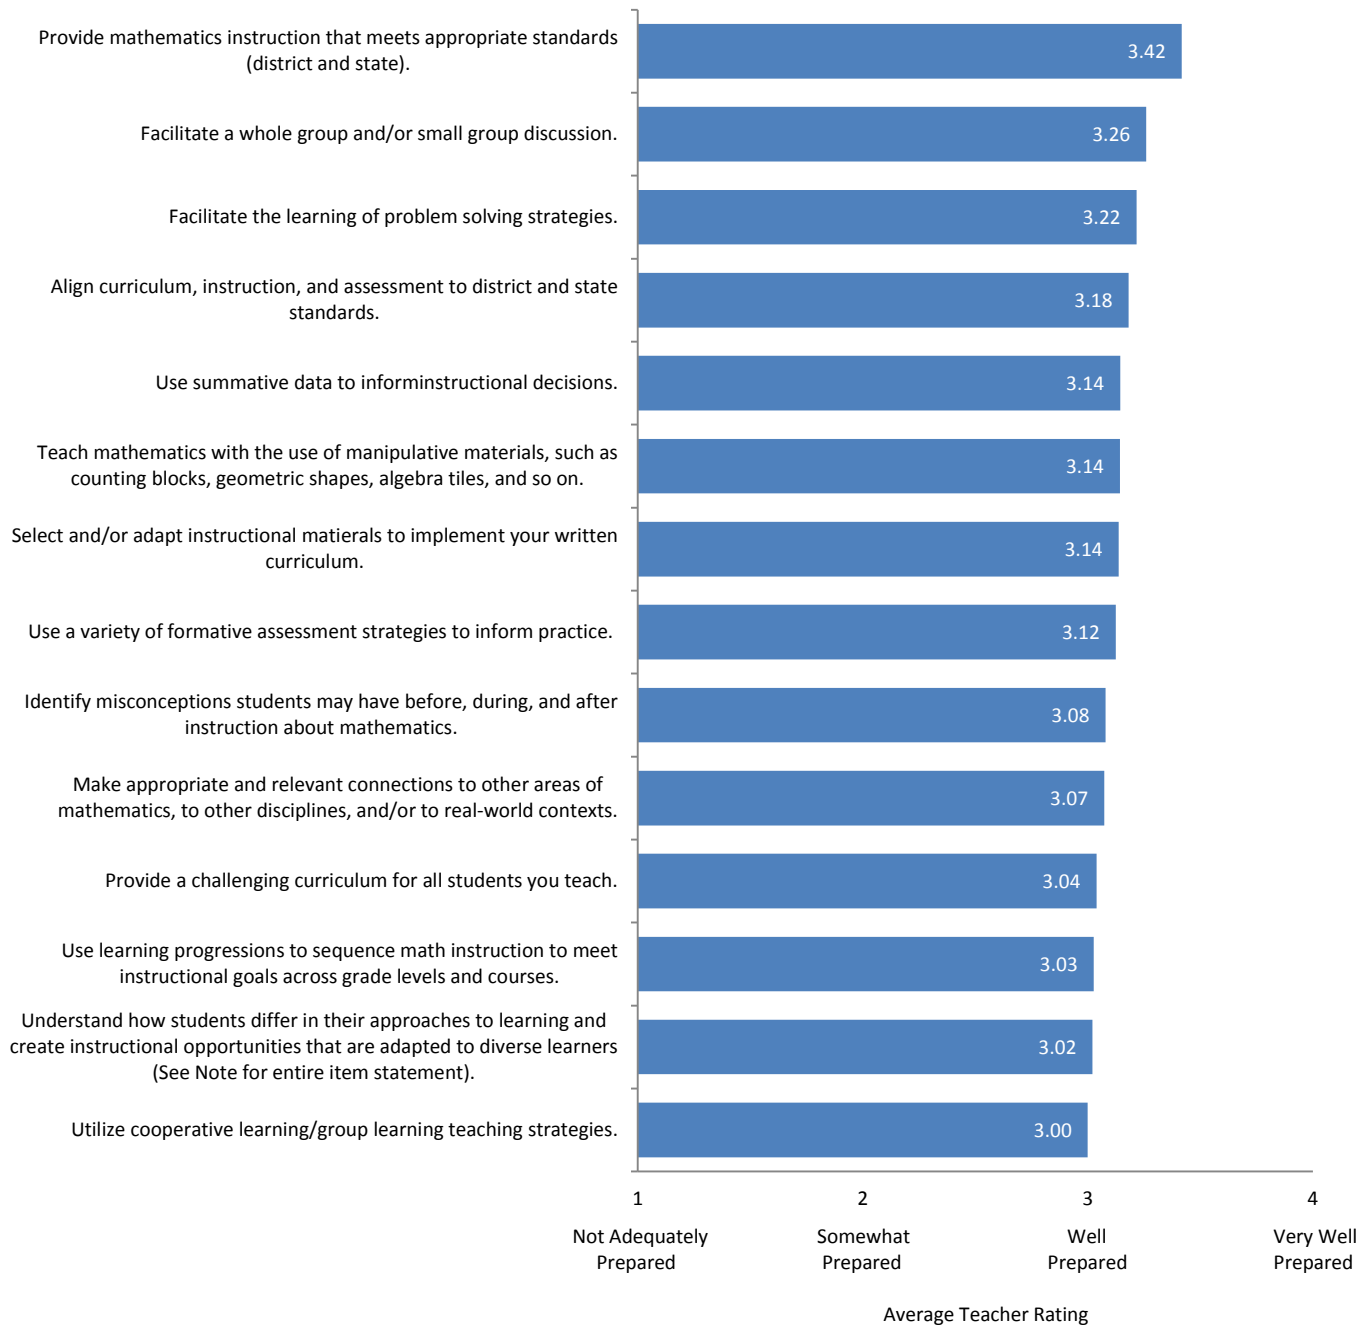 Provide mathematics instruction that meets appropriate standards
(district and state).
3.42
Facilitate a whole group and/or small group discussion.
3.26
Facilitate the learning of problem solving strategies.
3.22
Align curriculum, instruction, and assessment to district and state
standards.
3.18
Use summative data to informinstructional decisions.
3.14
Teach mathematics with the use of manipulative materials, such as
counting blocks, geometric shapes, algebra tiles, and so on.
3.14
Select and/or adapt instructional matierals to implement your written
curriculum.
3.14
Use a variety of formative assessment strategies to inform practice.
3.12
Identify misconceptions students may have before, during, and after
instruction about mathematics.
3.08
Make appropriate and relevant connections to other areas of
mathematics, to other disciplines, and/or to real-world contexts.
3.07
Provide a challenging curriculum for all students you teach.
3.04
Use learning progressions to sequence math instruction to meet
instructional goals across grade levels and courses.
3.03
Understand how students differ in their approaches to learning and
create instructional opportunities that are adapted to diverse learners
(See Note for entire item statement).
3.02
Utilize cooperative learning/group learning teaching strategies.
3.00
1 2 3 4
Not Adequately Somewhat Well Very Well
Prepared Prepared Prepared Prepared
Average Teacher Rating